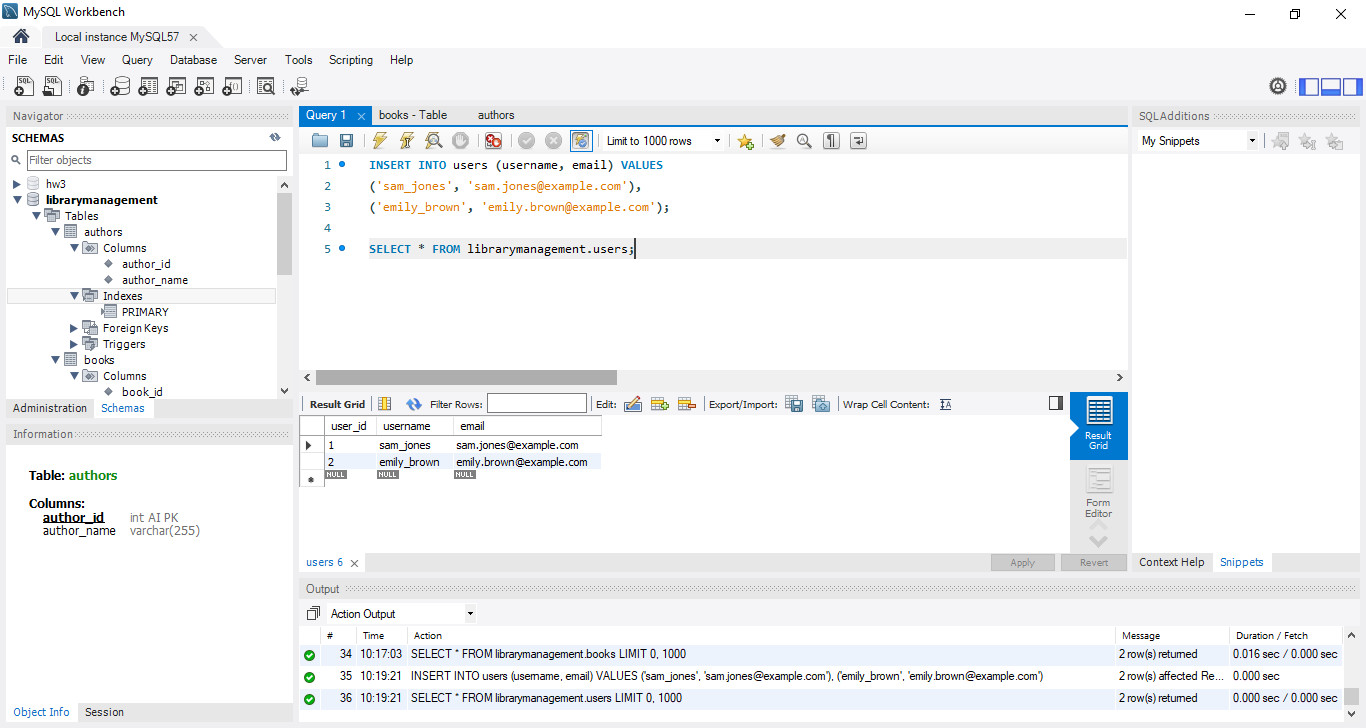 MySQL Workbench
Local instance MySQL57
File Edit View Query Database Server Tools Scripting Help
Navigator
SCHEMAS
Filter objects
hw3
librarymanagement
Tables
authors
Columns
author_id
author_name
Indexes
PRIMARY
Foreign Keys
Triggers
books
Columns
book_id
Administration Schemas
Information
Table: authors
Columns:
author_id int AI PK
author_name varchar(255)
Object Info Session
Query 1 books - Table authors
Limit to 1000 rows
1 INSERT INTO users (username, email) VALUES
2 ('sam_jones', 'sam.jones@example.com'),
3 ('emily_brown', 'emily.brown@example.com');
4
5 SELECT * FROM librarymanagement.users;
Result Grid Filter Rows: Edit: Export/Import: Wrap Cell Content:
user_id username email
1 sam_jones sam.jones@example.com
2 emily_brown emily.brown@example.com
NULL NULL NULL
Result
Grid
Form
Editor
users 6
Apply Revert
SQLAdditions
My Snippets
Context Help Snippets
Output
Action Output
# Time Action Message Duration / Fetch
34 10:17:03 SELECT * FROM librarymanagement.books LIMIT 0, 1000 2 row(s) returned 0.016 sec / 0.000 sec
35 10:19:21 INSERT INTO users (username, email) VALUES ('sam_jones', 'sam.jones@example.com'), ('emily_brown', 'emily.brown@example.com') 2 row(s) affected Re... 0.000 sec
36 10:19:21 SELECT * FROM librarymanagement.users LIMIT 0, 1000 2 row(s) returned 0.000 sec / 0.000 sec